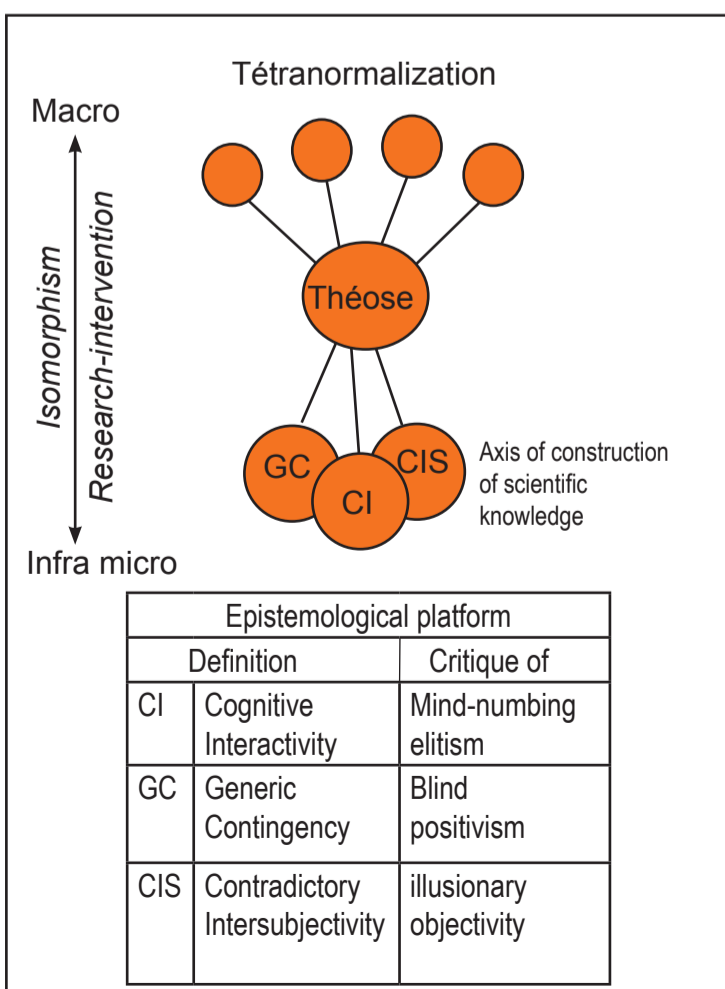 Tétranormalization
Macro
Isomorphism
Research-intervention
Théose
GC
CI
CIS
Axis of construction
of scientific
knowledge
Infra micro
Epistemological platform
Definition
Critique of
CI
Cognitive
Interactivity
Mind-numbing
elitism
GC
Generic
Contingency
Blind
positivism
CIS
Contradictory
Intersubjectivity
illusionary
objectivity